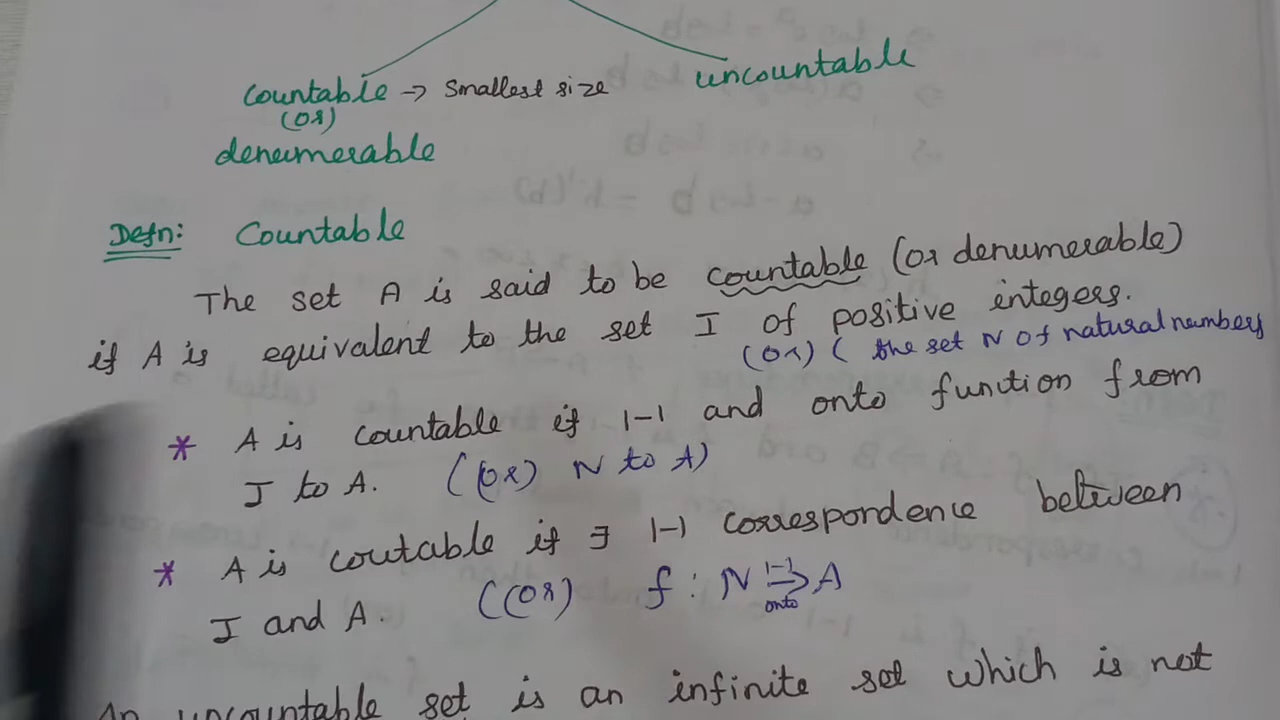 countable → smallest size
uncountable
(or)
denumerable
Defn: Countable
The set A is said to be countable (or denumerable)
if A is equivalent to the set I of positive integers.
(or) ( the set N of natural numbers
* A is countable if 1-1 and onto function from
I to A. (or) N to A)
* A is coutable if ∃ 1-1 correspondence between
I and A. ((or) f : N 1-1→ onto A
An uncountable set is an infinite set which is not